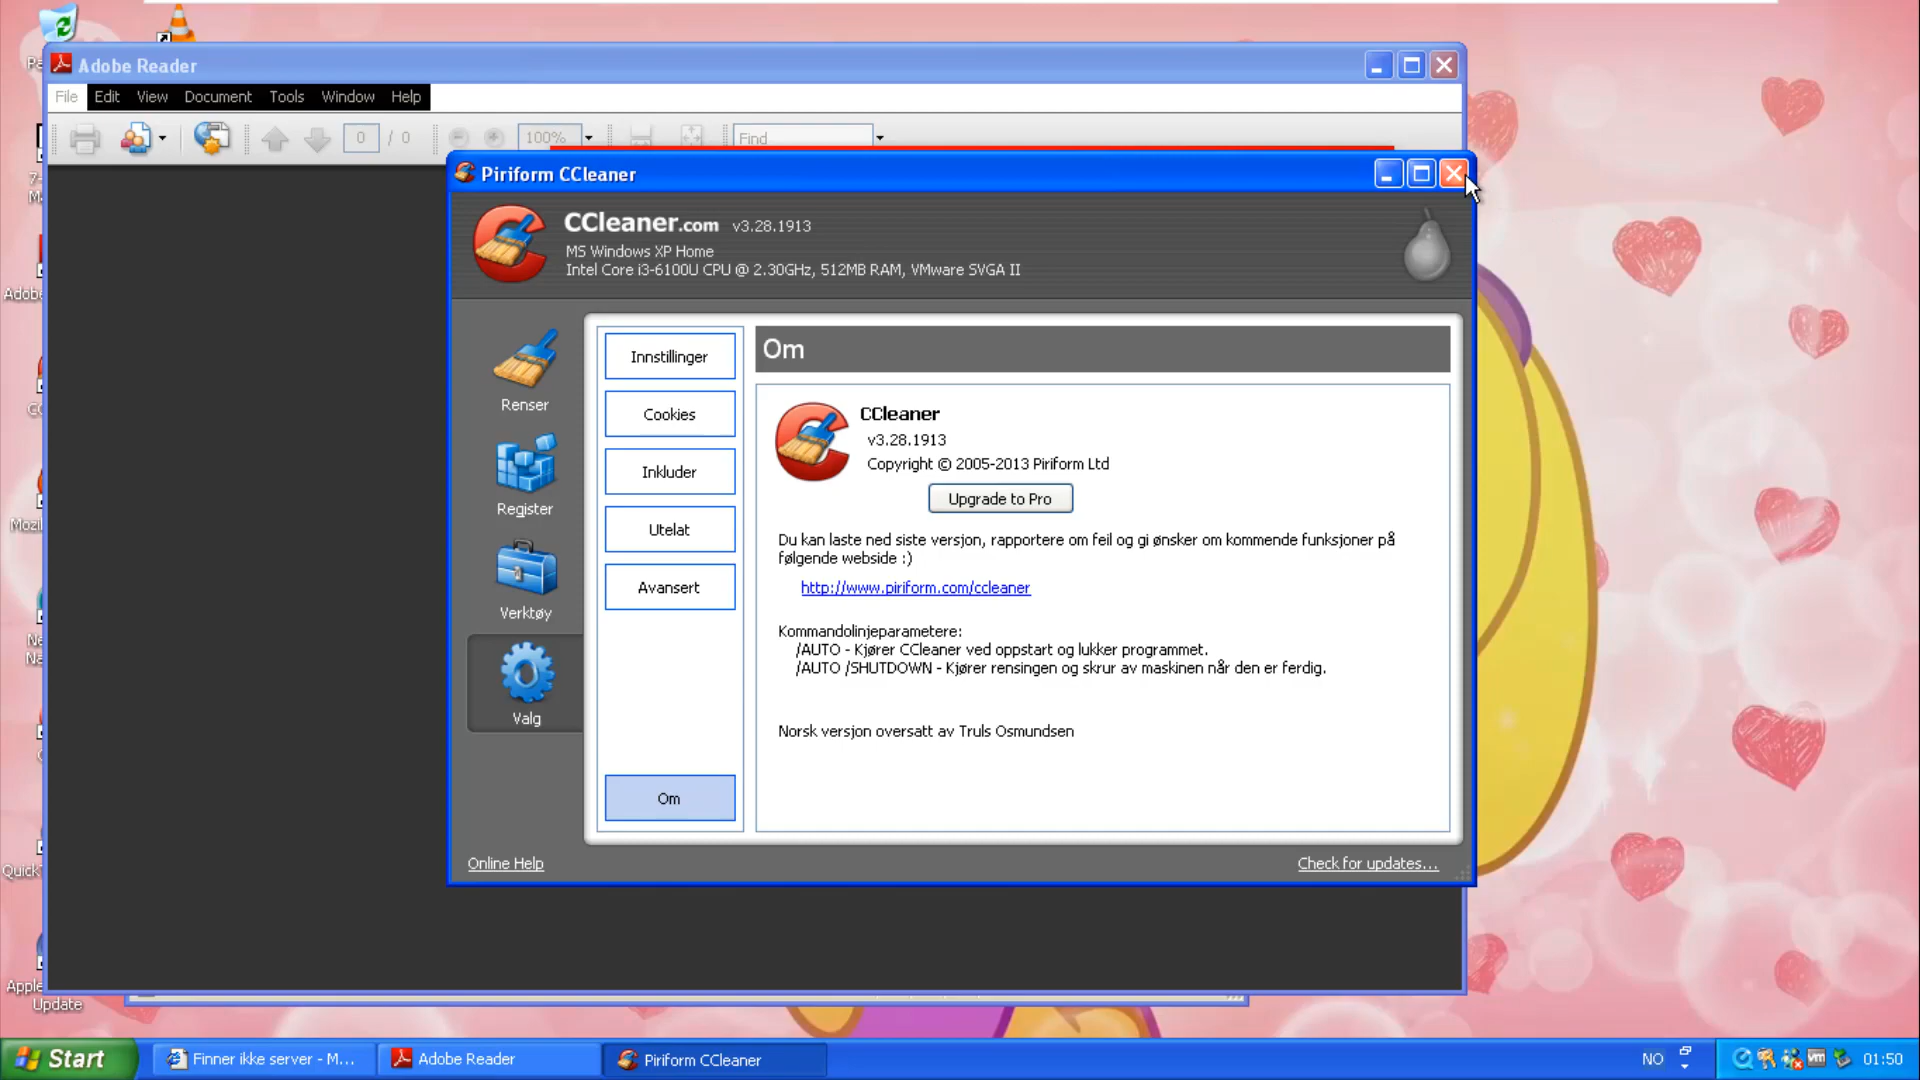 Adobe Reader
File Edit View Document Tools Window Help
0 / 0 100% Find
Piriform CCleaner
CCleaner.com v3.28.1913
MS Windows XP Home
Intel Core i3-6100U CPU @ 2.30GHz, 512MB RAM, VMware SVGA II
Renser
Register
Verktøy
Valg
Innstillinger
Cookies
Inkluder
Utelat
Avansert
Om
Om
CCleaner
v3.28.1913
Copyright © 2005-2013 Piriform Ltd
Upgrade to Pro
Du kan laste ned siste versjon, rapportere om feil og gi ønsker om kommende funksjoner på
følgende webside :)
http://www.piriform.com/ccleaner
Kommandolinjeparametere:
/AUTO - Kjører CCleaner ved oppstart og lukker programmet.
/AUTO /SHUTDOWN - Kjører rensingen og skrur av maskinen når den er ferdig.
Norsk versjon oversatt av Truls Osmundsen
Online Help
Check for updates...
Apple
Update
Start
Finner ikke server - M...
Adobe Reader
Piriform CCleaner
NO
01:50